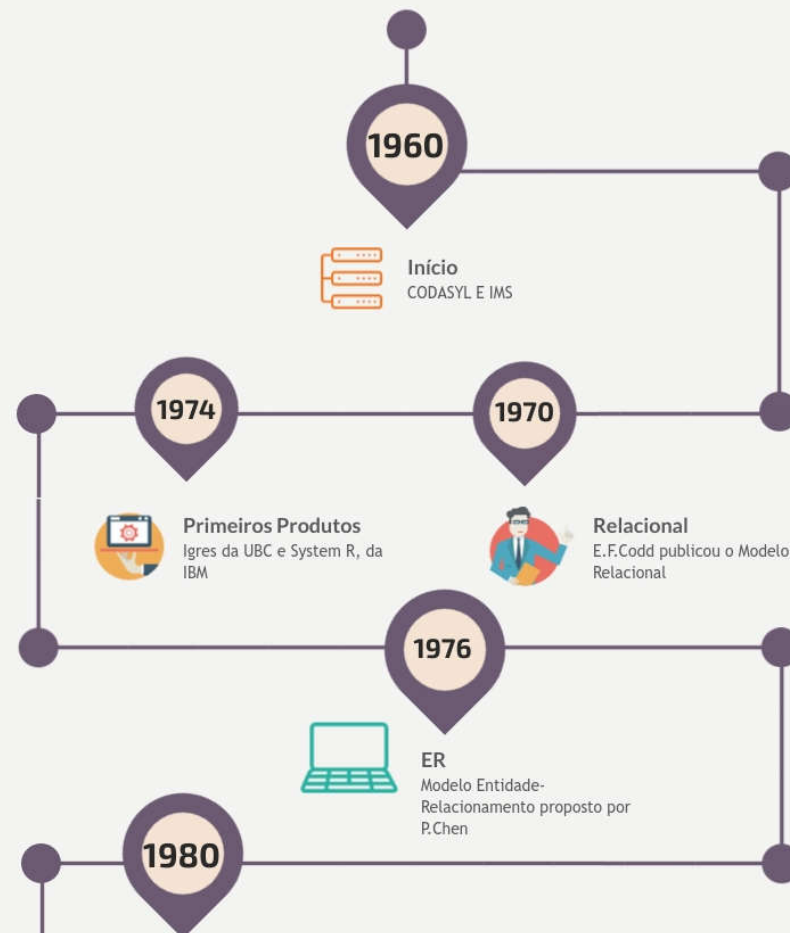 1960
Início
CODASYL E IMS
1970
Relacional
E.F.Codd publicou o Modelo
Relacional
1974
Primeiros Produtos
Igres da UBC e System R, da
IBM
1976
ER
Modelo Entidade-
Relacionamento proposto por
P.Chen
1980